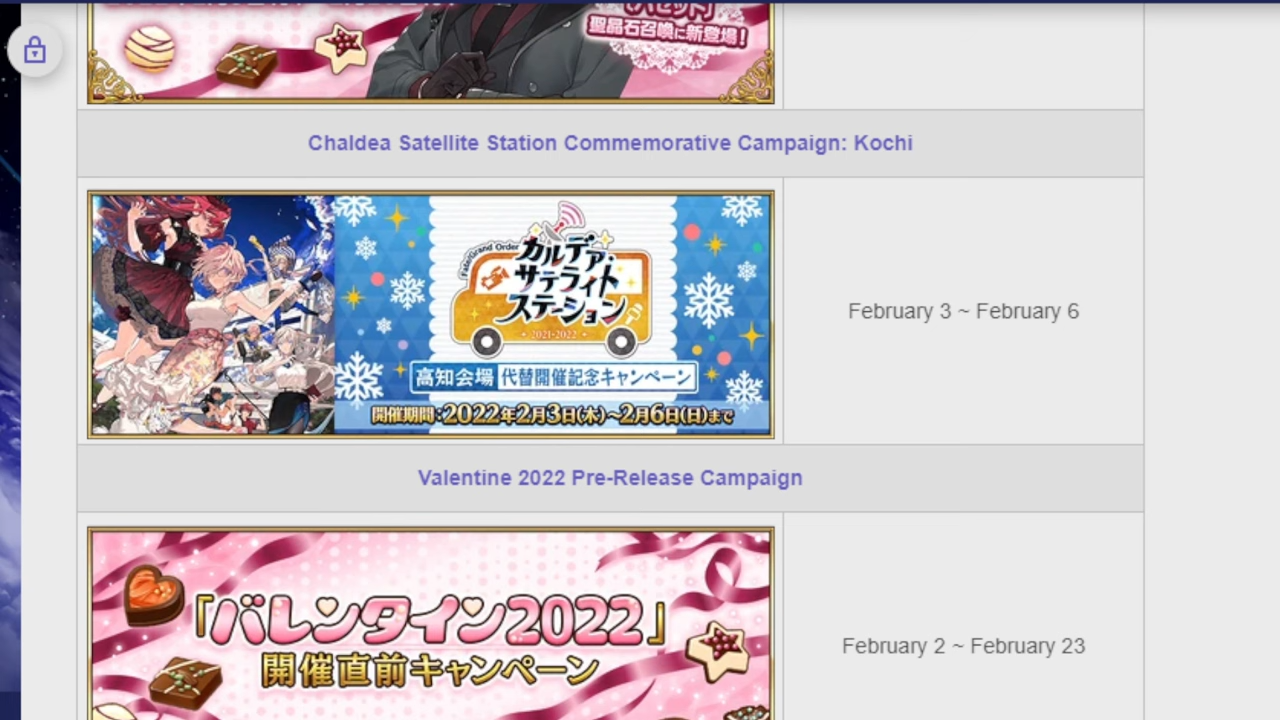 「バゼット」
聖晶石召喚に新登場!
Chaldea Satellite Station Commemorative Campaign: Kochi
Fate/Grand Order
カルデア・
サテライト
ステーション
2021-2022
高知会場 代替開催記念キャンペーン
開催期間:2022年2月3日(木)~2月6日(日)まで
February 3 ~ February 6
Valentine 2022 Pre-Release Campaign
「バレンタイン2022」
開催直前キャンペーン
February 2 ~ February 23